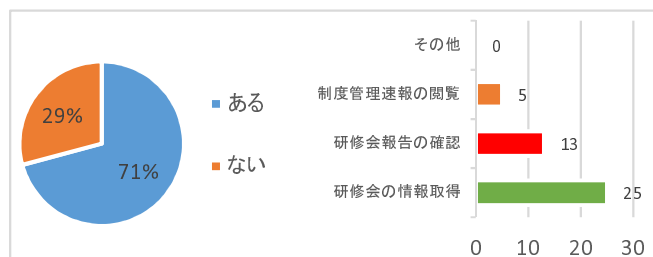 29%
71%
ある
ない
その他 0
制度管理速報の閲覧 5
研修会報告の確認 13
研修会の情報取得 25
0 10 20 30